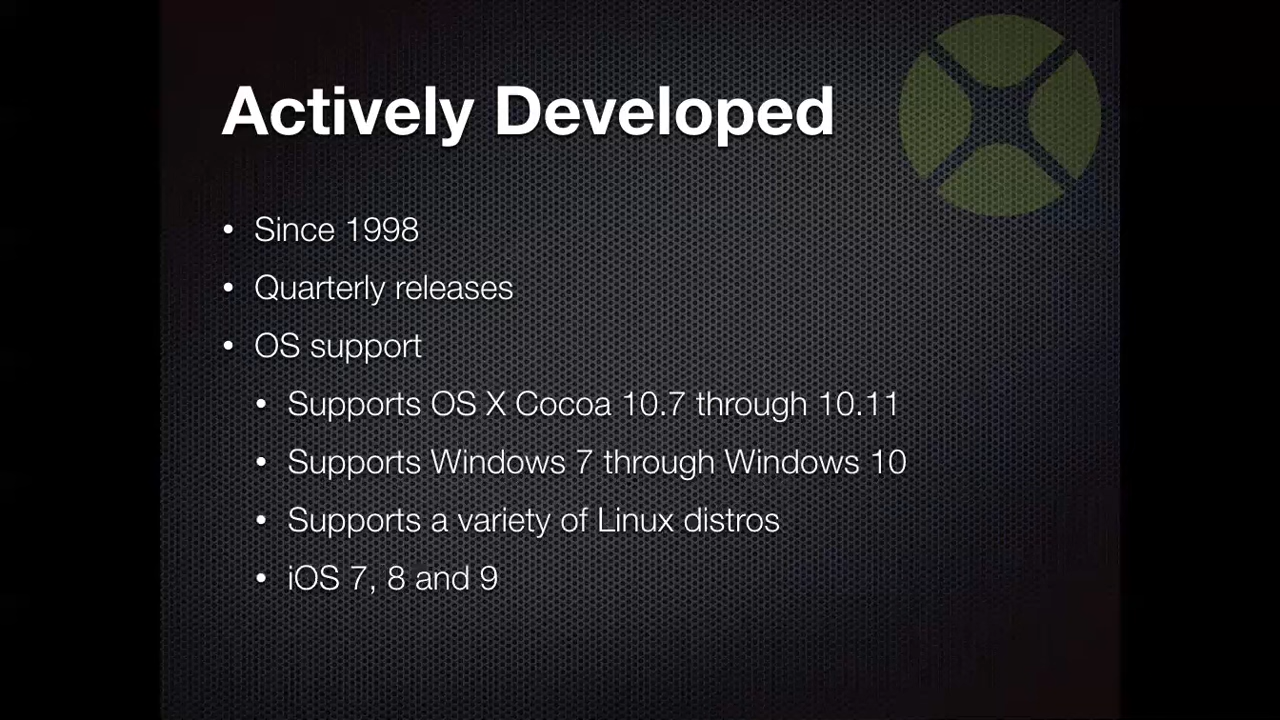 Actively Developed
• Since 1998
• Quarterly releases
• OS support
• Supports OS X Cocoa 10.7 through 10.11
• Supports Windows 7 through Windows 10
• Supports a variety of Linux distros
• iOS 7, 8 and 9